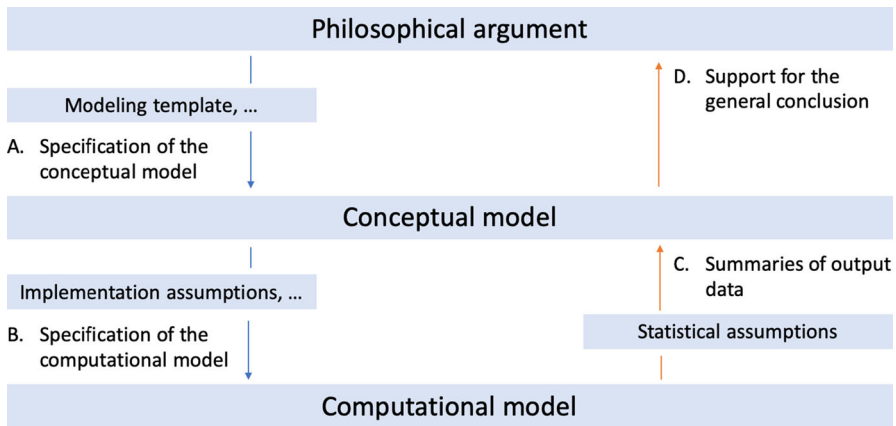 Philosophical argument
Modeling template, ...
A. Specification of the
conceptual model
D. Support for the
general conclusion
Conceptual model
Implementation assumptions, ...
B. Specification of the
computational model
C. Summaries of output
data
Statistical assumptions
Computational model